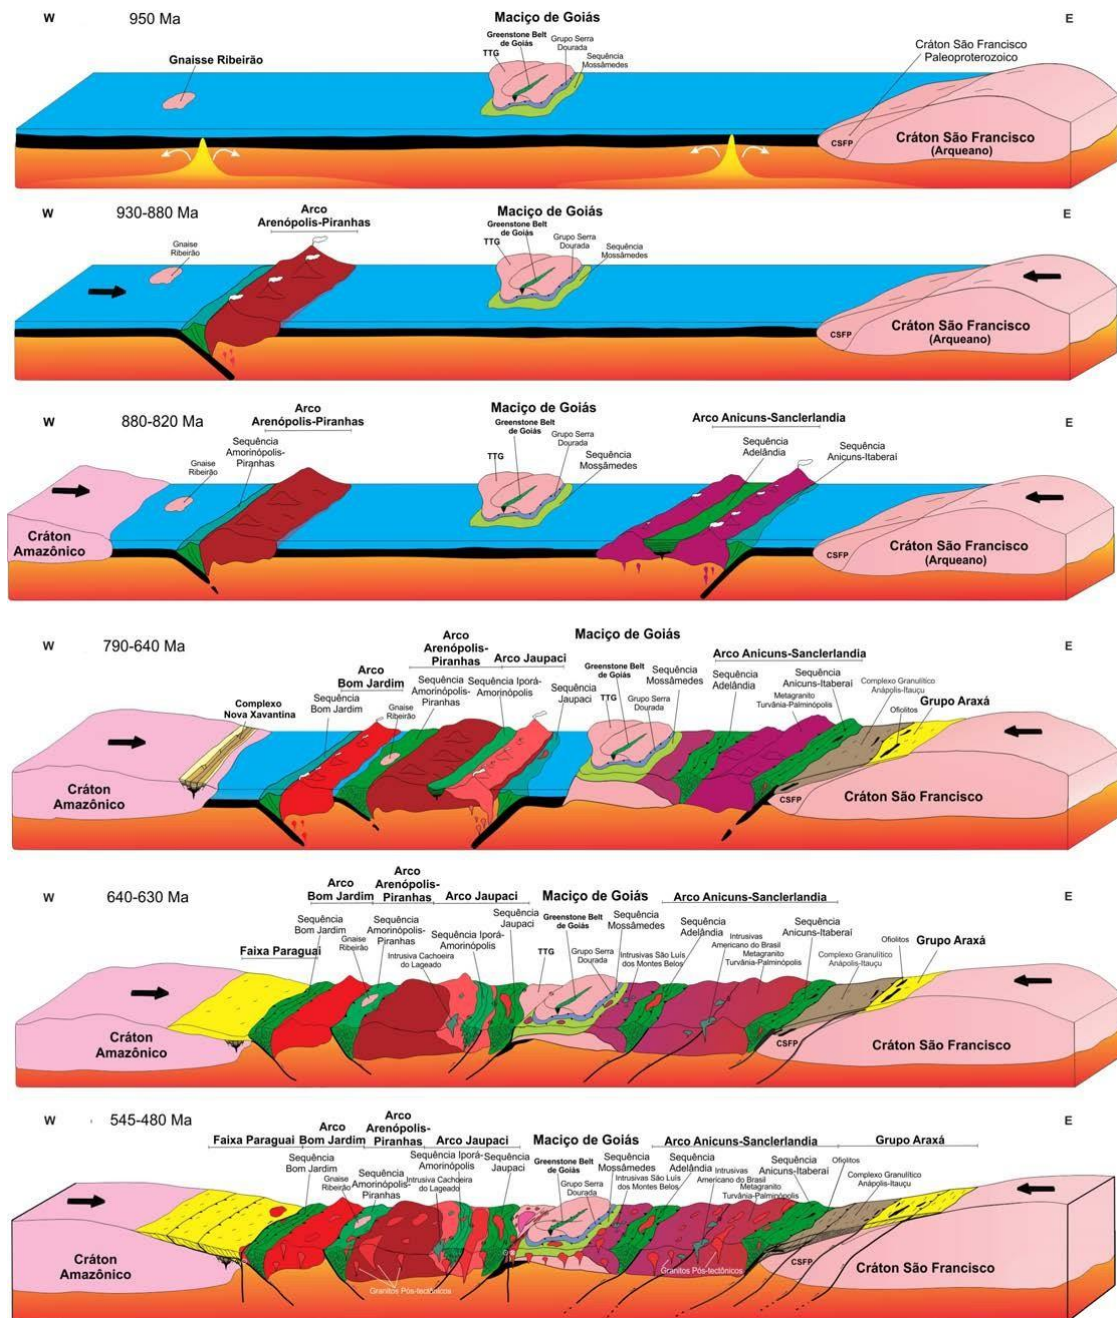 W
950 Ma
Maciço de Goiás
E
Greenstone Belt
de Goiás
Grupo Serra
Dourada
TTG
Sequência
Mossâmedes
Gnaisse Ribeirão
Cráton São Francisco
Paleoproterozoico
CSFP
Cráton São Francisco
(Arqueano)
W
930-880 Ma
Arco
Arenópolis-Piranhas
Maciço de Goiás
E
Greenstone Belt
de Goiás
Grupo Serra
Dourada
TTG
Sequência
Mossâmedes
Gnaise
Ribeirão
CSFP
Cráton São Francisco
(Arqueano)
W
880-820 Ma
Arco
Arenópolis-Piranhas
Maciço de Goiás
Arco Anicuns-Sanclerlandia
E
Sequência
Amorinópolis-
Piranhas
Gnaise
Ribeirão
Greenstone Belt
de Goiás
Grupo Serra
Dourada
TTG
Sequência
Mossâmedes
Sequência
Adelândia
Sequência
Anicuns-Itaberaí
Cráton
Amazônico
CSFP
Cráton São Francisco
(Arqueano)
W
790-640 Ma
Maciço de Goiás
E
Arco
Arenópolis-
Piranhas
Arco Jaupaci
Arco
Bom Jardim
Arco Anicuns-Sanclerlandia
Complexo
Nova Xavantina
Sequência
Bom Jardim
Gnaise
Ribeirão
Sequência
Amorinópolis-
Piranhas
Sequência Iporá-
Amorinópolis
Sequência
Jaupaci
Greenstone Belt
de Goiás
TTG
Grupo Serra
Dourada
Sequência
Mossâmedes
Sequência
Adelândia
Metagranito
Turvânia-Palminópolis
Sequência
Anicuns-Itaberaí
Complexo Granulítico
Anápolis-Itauçu
Ofiolitos
Grupo Araxá
Cráton
Amazônico
CSFP
Cráton São Francisco
W
640-630 Ma
E
Arco
Bom Jardim
Arco
Arenópolis-
Piranhas
Arco Jaupaci
Maciço de Goiás
Arco Anicuns-Sanclerlandia
Faixa Paraguai
Sequência
Bom Jardim
Gnaise
Ribeirão
Sequência
Amorinópolis-
Piranhas
Intrusiva Cachoeira
do Lageado
Sequência Iporá-
Amorinópolis
Sequência
Jaupaci
Greenstone Belt
de Goiás
TTG
Grupo Serra
Dourada
Sequência
Mossâmedes
Intrusivas São Luís
dos Montes Belos
Sequência
Adelândia
Intrusivas
Americano do Brasil
Metagranito
Turvânia-Palminópolis
Sequência
Anicuns-Itaberaí
Complexo Granulítico
Anápolis-Itauçu
Ofiolitos
Grupo Araxá
Cráton
Amazônico
CSFP
Cráton São Francisco
W
545-480 Ma
E
Faixa Paraguai
Arco
Bom Jardim
Arco
Arenópolis-
Piranhas
Arco Jaupaci
Maciço de Goiás
Arco Anicuns-Sanclerlandia
Grupo Araxá
Sequência
Bom Jardim
Gnaise
Ribeirão
Sequência
Amorinópolis-
Piranhas
Sequência Iporá-
Amorinópolis
Intrusiva Cachoeira
do Lageado
Sequência
Jaupaci
Greenstone Belt
de Goiás
Grupo Serra
Dourada
Sequência
Mossâmedes
Intrusivas São Luís
dos Montes Belos
Sequência
Adelândia
Intrusivas
Americano do Brasil
Metagranito
Turvânia-Palminópolis
Sequência
Anicuns-Itaberaí
Ofiolitos
Complexo Granulítico
Anápolis-Itauçu
Cráton
Amazônico
Granitos Pós-tectônicos
Granitos Pós-tectônicos
CSFP
Cráton São Francisco